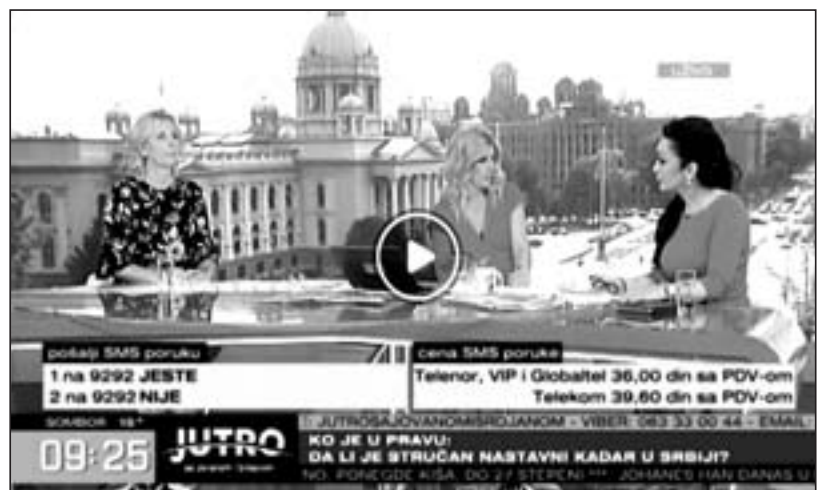 UŽIVO
pošalji SMS poruku
1 na 9292 JESTE
2 na 9292 NIJE
cena SMS poruke
Telenor, VIP i Globaltel 36,00 din sa PDV-om
Telekom 39,60 din sa PDV-om
SOMBOR
JUTROSAJOVANOMISROJANOM - VIBER: 063 33 00 44 - EMAIL:
09:25
JUTRO
KO JE U PRAVU:
DA LI JE STRUČAN NASTAVNI KADAR U SRBIJI?
NO, PONEGDE KIŠA, DO 27 STEPENI *** JOHANES HAN DANAS U